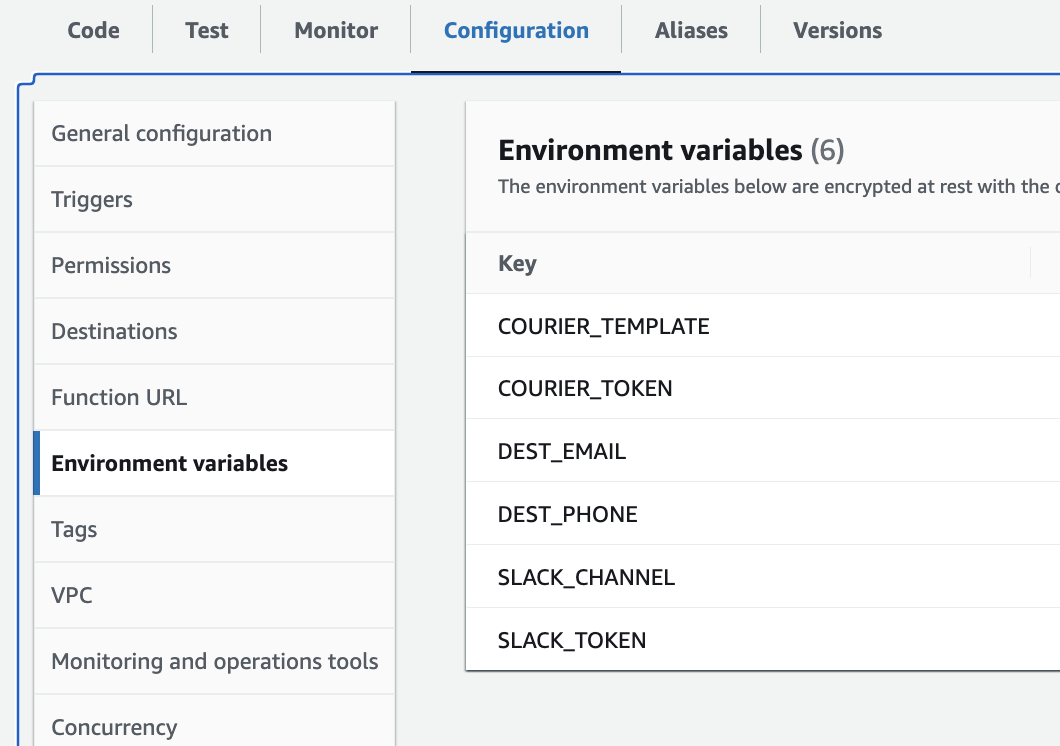 Code
Test
Monitor
Configuration
Aliases
Versions
General configuration
Triggers
Permissions
Destinations
Function URL
Environment variables
Tags
VPC
Monitoring and operations tools
Concurrency
Environment variables (6)
The environment variables below are encrypted at rest with the
Key
COURIER_TEMPLATE
COURIER_TOKEN
DEST_EMAIL
DEST_PHONE
SLACK_CHANNEL
SLACK_TOKEN